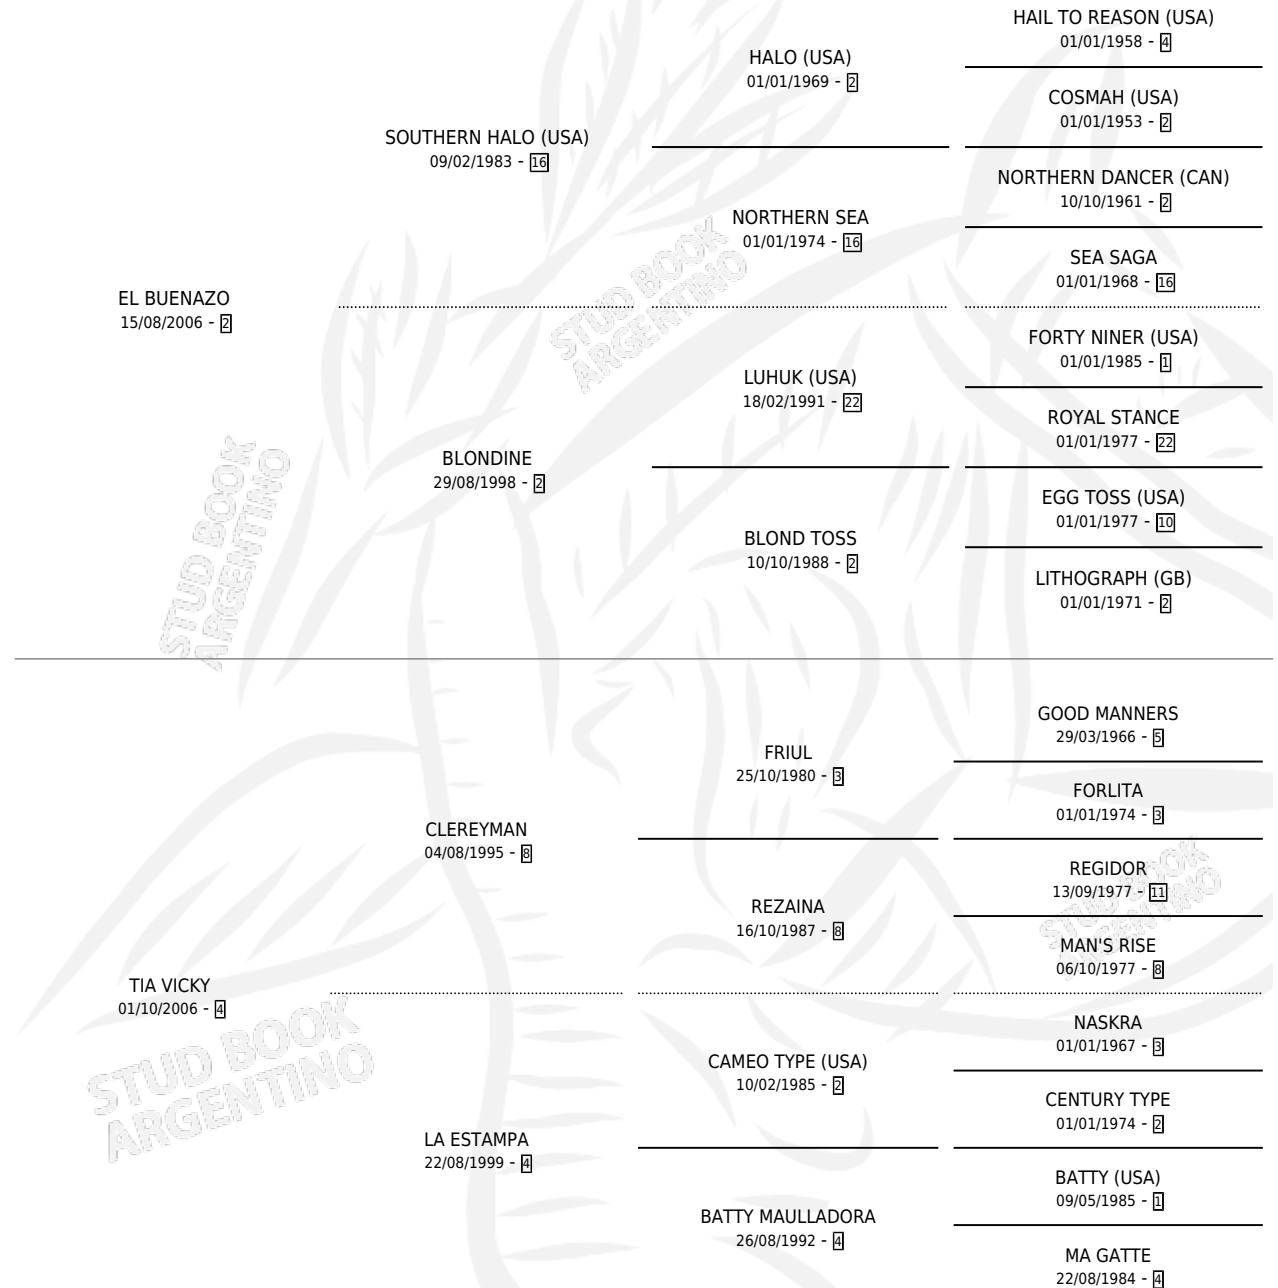 HAIL TO REASON (USA)
01/01/1958 - 4
HALO (USA)
01/01/1969 - 2
COSMAH (USA)
01/01/1953 - 2
SOUTHERN HALO (USA)
09/02/1983 - 16
NORTHERN DANCER (CAN)
10/10/1961 - 2
NORTHERN SEA
01/01/1974 - 16
SEA SAGA
01/01/1968 - 16
EL BUENAZO
15/08/2006 - 2
FORTY NINER (USA)
01/01/1985 - 1
LUHUK (USA)
18/02/1991 - 22
ROYAL STANCE
01/01/1977 - 22
BLONDINE
29/08/1998 - 2
EGG TOSS (USA)
01/01/1977 - 10
BLOND TOSS
10/10/1988 - 2
LITHOGRAPH (GB)
01/01/1971 - 2
GOOD MANNERS
29/03/1966 - 5
FRIUL
25/10/1980 - 3
FORLITA
01/01/1974 - 3
CLEREYMAN
04/08/1995 - 8
REGIDOR
13/09/1977 - 11
REZAINA
16/10/1987 - 8
MAN'S RISE
06/10/1977 - 8
TIA VICKY
01/10/2006 - 4
NASKRA
01/01/1967 - 3
CAMEO TYPE (USA)
10/02/1985 - 2
CENTURY TYPE
01/01/1974 - 2
LA ESTAMPA
22/08/1999 - 4
BATTY (USA)
09/05/1985 - 1
BATTY MAULLADORA
26/08/1992 - 4
MA GATTE
22/08/1984 - 4
STUD BOOK
ARGENTINO
STUD BOOK
ARGENTINO
STUD BOOK
ARGENTINO
STUD BOOK
ARGENTINO